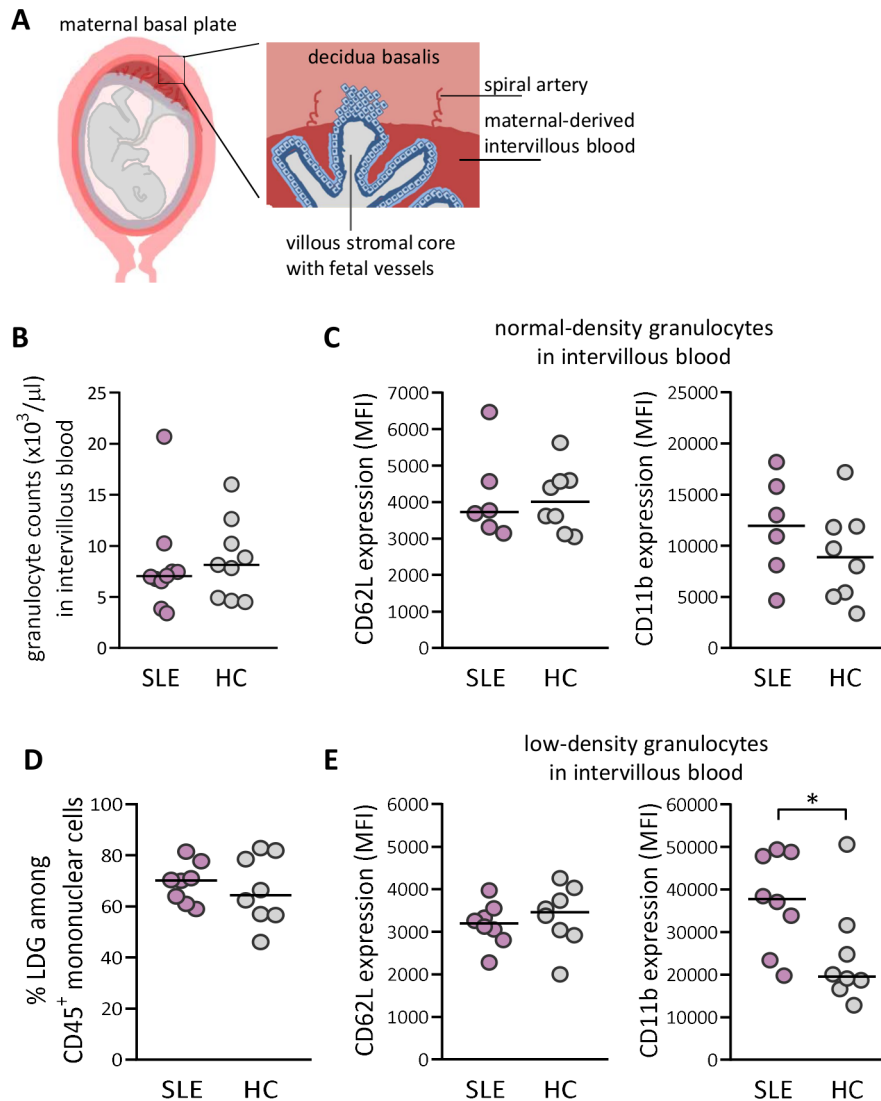 A
maternal basal plate
decidua basalis
spiral artery
maternal-derived
intervillous blood
villous stromal core
with fetal vessels
B
granulocyte counts (x10³/µl)
in intervillous blood
25
20
15
10
5
0
SLE
HC
C
normal-density granulocytes
in intervillous blood
CD62L expression (MFI)
7000
6000
5000
4000
3000
2000
1000
0
SLE
HC
CD11b expression (MFI)
25000
20000
15000
10000
5000
0
SLE
HC
D
% LDG among
CD45⁺ mononuclear cells
100
80
60
40
20
0
SLE
HC
E
low-density granulocytes
in intervillous blood
CD62L expression (MFI)
6000
5000
4000
3000
2000
1000
0
SLE
HC
CD11b expression (MFI)
60000
50000
40000
30000
20000
10000
0
*
SLE
HC